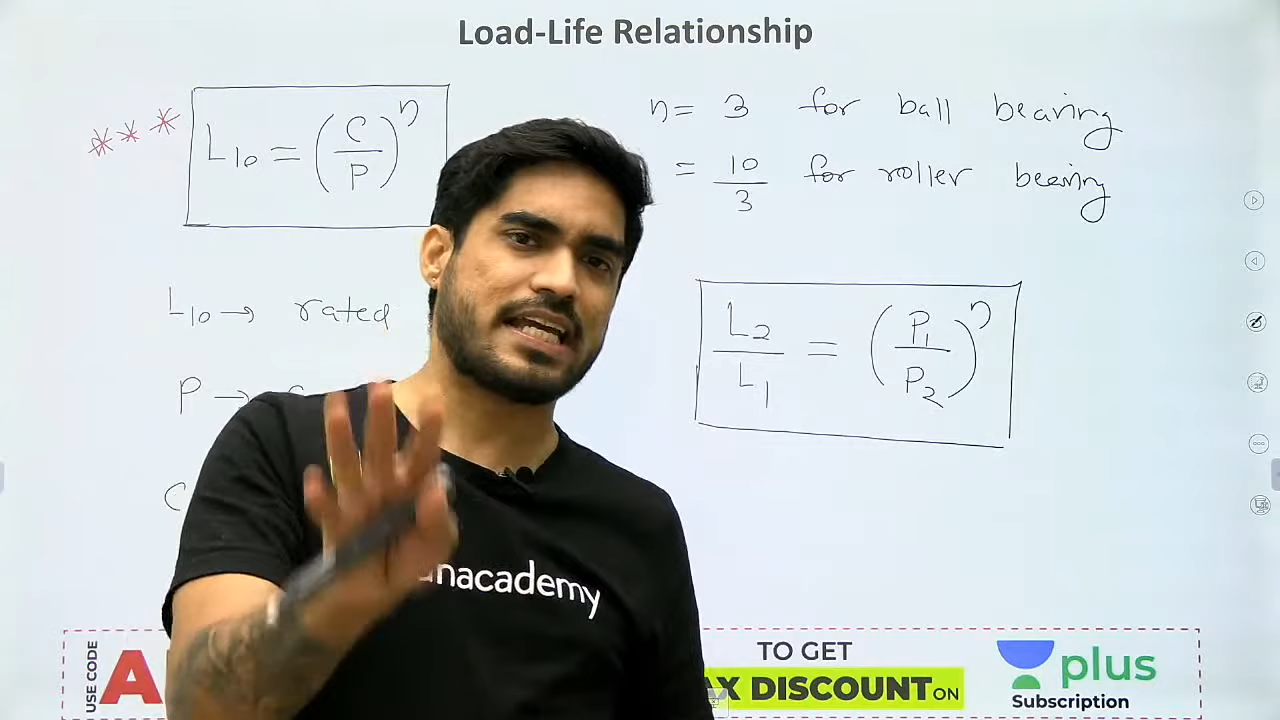 Load-Life Relationship
*** L10 = (C/P)^n
n = 3 for ball bearing
= 10/3 for roller bearing
L10 → rated
P →
C
L2/L1 = (P1/P2)^n
unacademy
USE CODE
A
TO GET
AX DISCOUNT ON
plus
Subscription